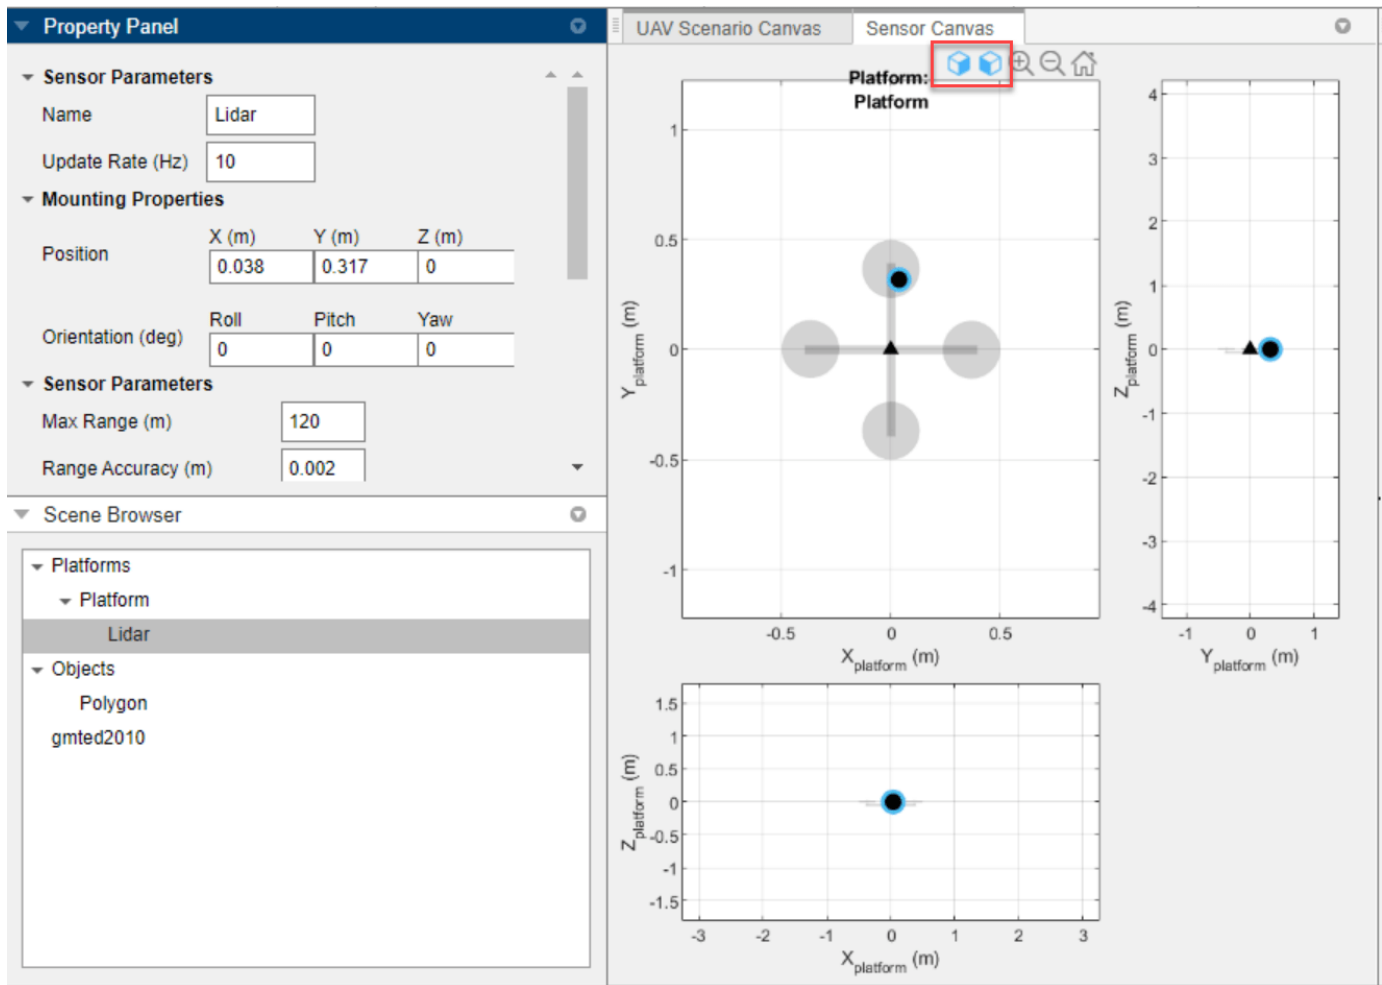 Property Panel
Sensor Parameters
Name
Lidar
Update Rate (Hz)
10
Mounting Properties
X (m) Y (m) Z (m)
Position
0.038 0.317 0
Roll Pitch Yaw
Orientation (deg)
0 0 0
Sensor Parameters
Max Range (m)
120
Range Accuracy (m)
0.002
Scene Browser
Platforms
Platform
Lidar
Objects
Polygon
gmted2010
UAV Scenario Canvas
Sensor Canvas
Platform:
Platform
1
0.5
0
-0.5
-1
Yplatform (m)
-0.5 0 0.5
Xplatform (m)
4
3
2
1
0
-1
-2
-3
-4
Zplatform (m)
-1 0 1
Yplatform (m)
1.5
1
0.5
0
-0.5
-1
-1.5
Zplatform (m)
-3 -2 -1 0 1 2 3
Xplatform (m)